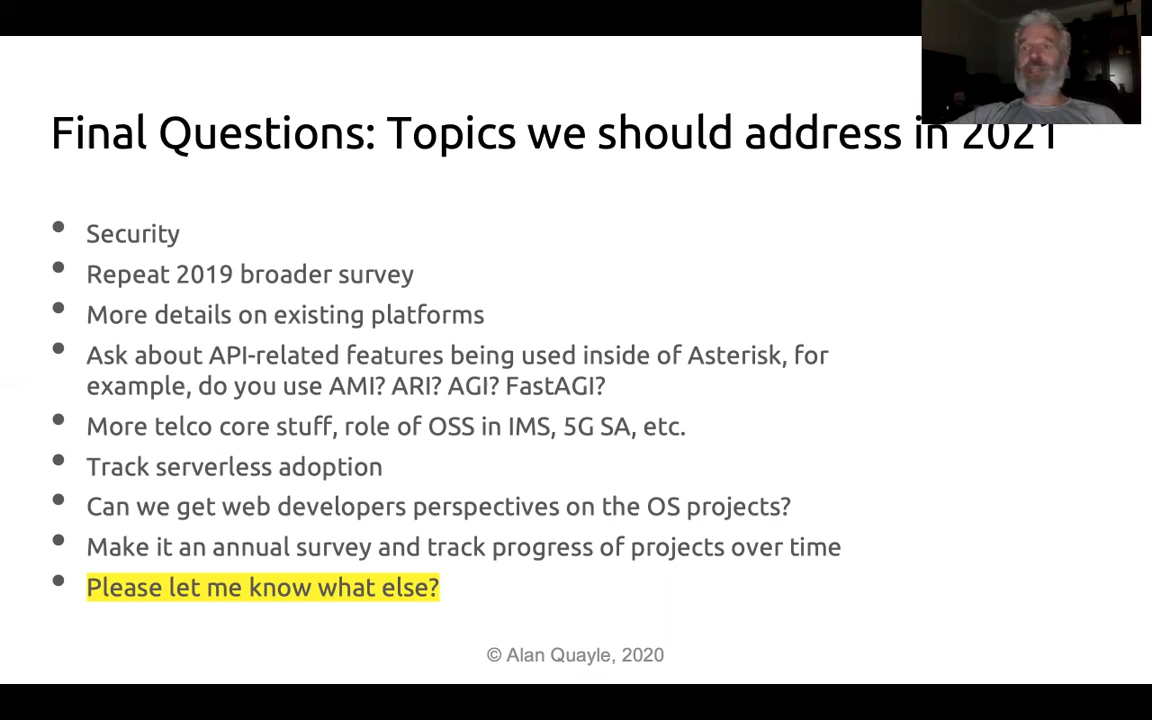 Final Questions: Topics we should address in 2021
• Security
• Repeat 2019 broader survey
• More details on existing platforms
• Ask about API-related features being used inside of Asterisk, for
example, do you use AMI? ARI? AGI? FastAGI?
• More telco core stuff, role of OSS in IMS, 5G SA, etc.
• Track serverless adoption
• Can we get web developers perspectives on the OS projects?
• Make it an annual survey and track progress of projects over time
• Please let me know what else?
© Alan Quayle, 2020